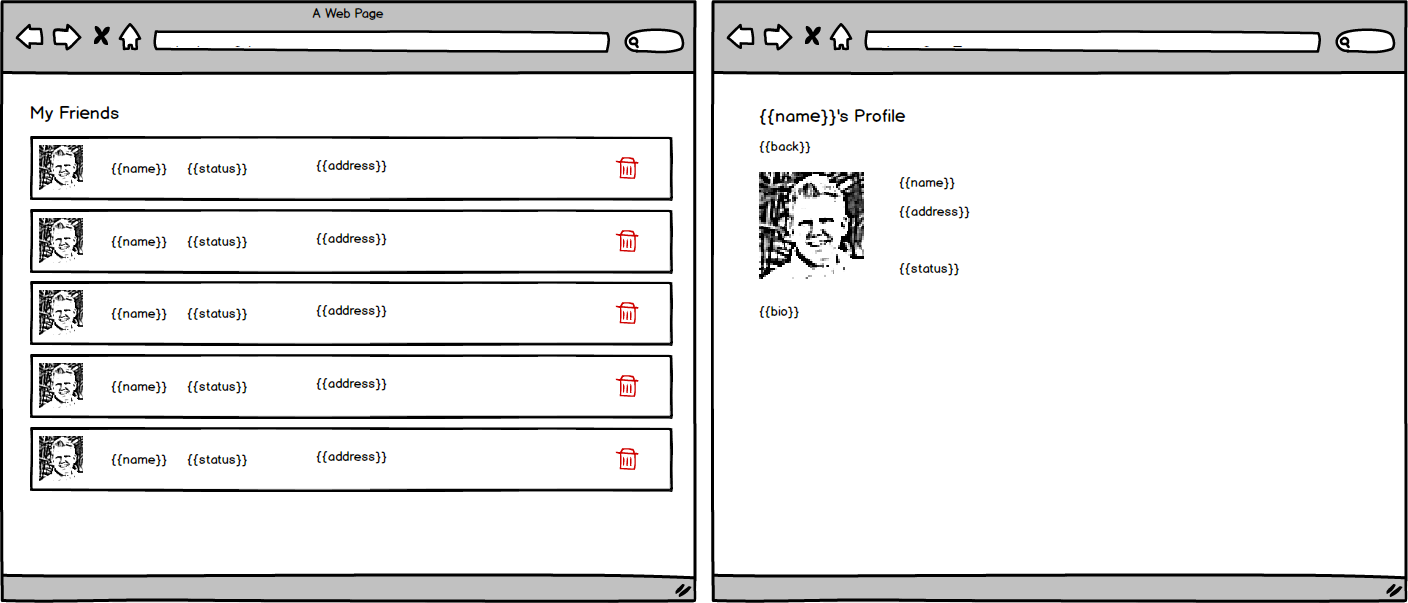 A Web Page
My Friends
{{name}} {{status}} {{address}}
{{name}} {{status}} {{address}}
{{name}} {{status}} {{address}}
{{name}} {{status}} {{address}}
{{name}} {{status}} {{address}}
{{name}}'s Profile
{{back}}
{{name}}
{{address}}
{{status}}
{{bio}}